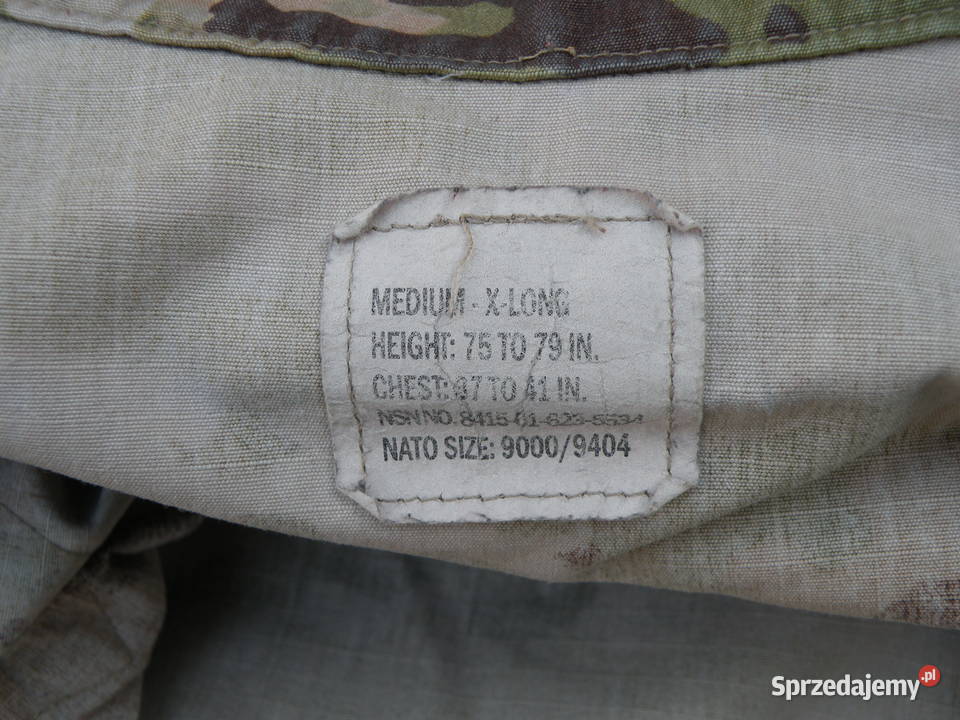 MEDIUM - X-LONG
HEIGHT: 75 TO 79 IN.
CHEST: 37 TO 41 IN.
NSN NO. 8415-01-623-5534
NATO SIZE: 9000/9404
Sprzedajemy.pl